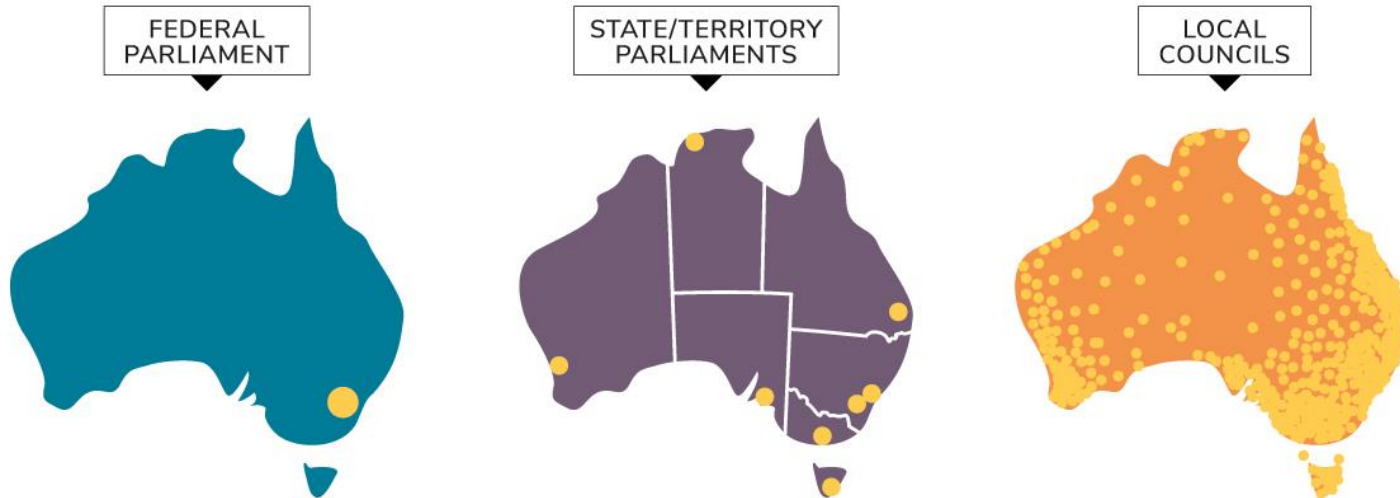 FEDERAL
PARLIAMENT
STATE/TERRITORY
PARLIAMENTS
LOCAL
COUNCILS